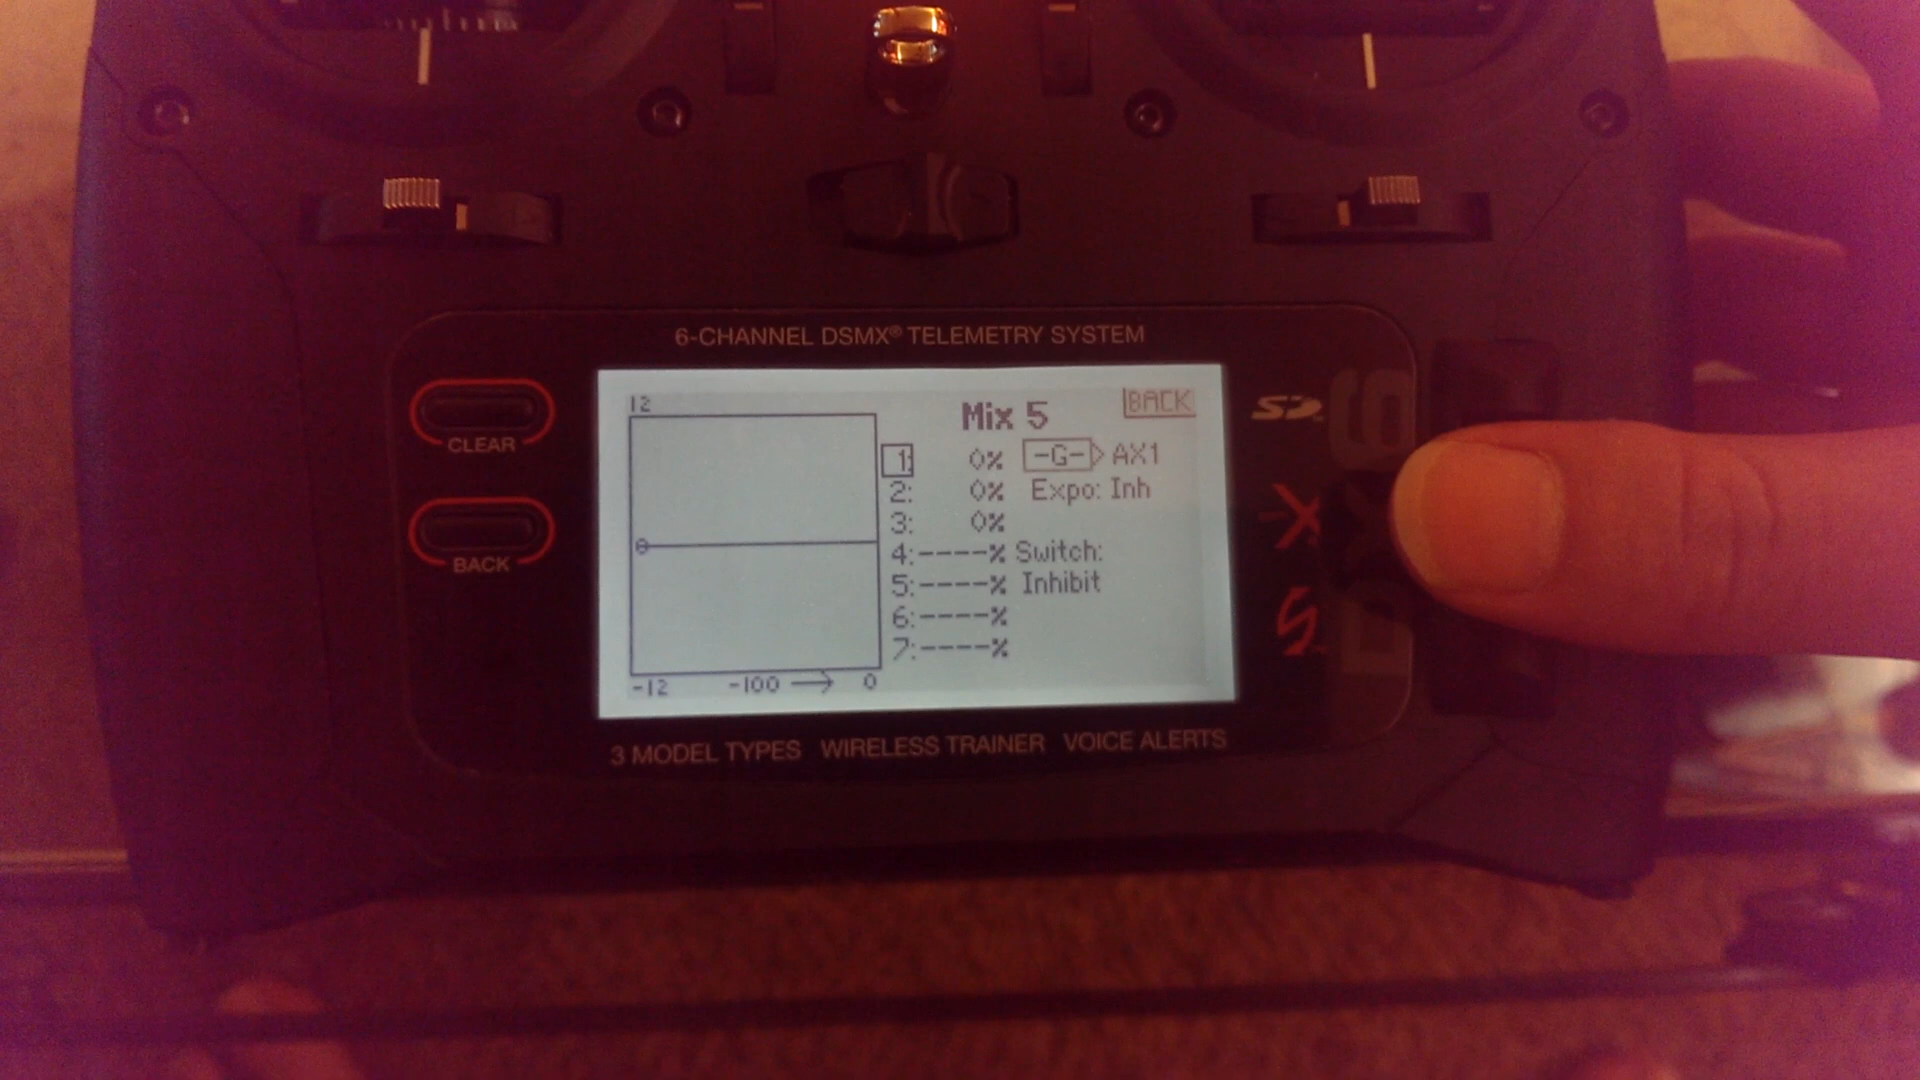 6-CHANNEL DSMX® TELEMETRY SYSTEM
CLEAR
BACK
12
Mix 5
BACK
1: 0% -G- AX1
2: 0% Expo: Inh
3: 0%
4:----% Switch:
5:----% Inhibit
6:----%
7:----%
-12 -100 → 0
3 MODEL TYPES WIRELESS TRAINER VOICE ALERTS